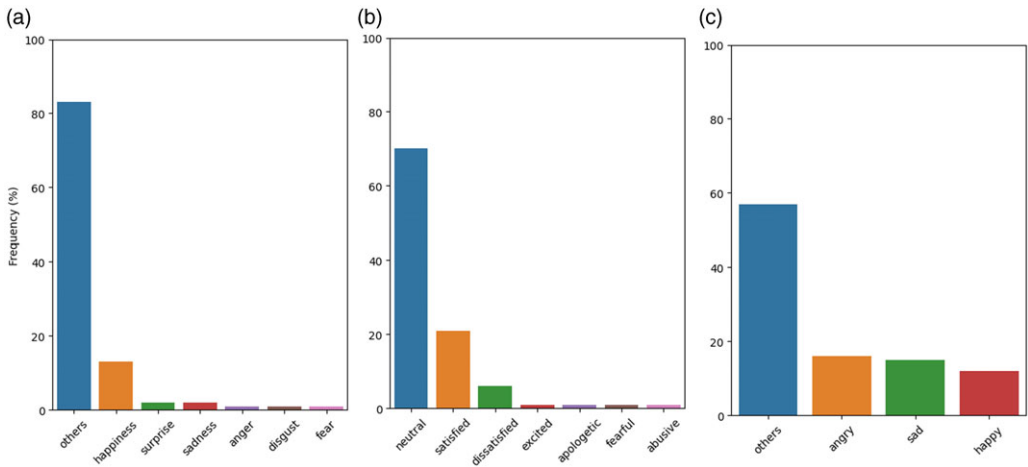 (a)
100
80
60
40
20
0
Frequency (%)
others
happiness
surprise
sadness
anger
disgust
fear
(b)
100
80
60
40
20
0
neutral
satisfied
dissatisfied
excited
apologetic
fearful
abusive
(c)
100
80
60
40
20
0
others
angry
sad
happy